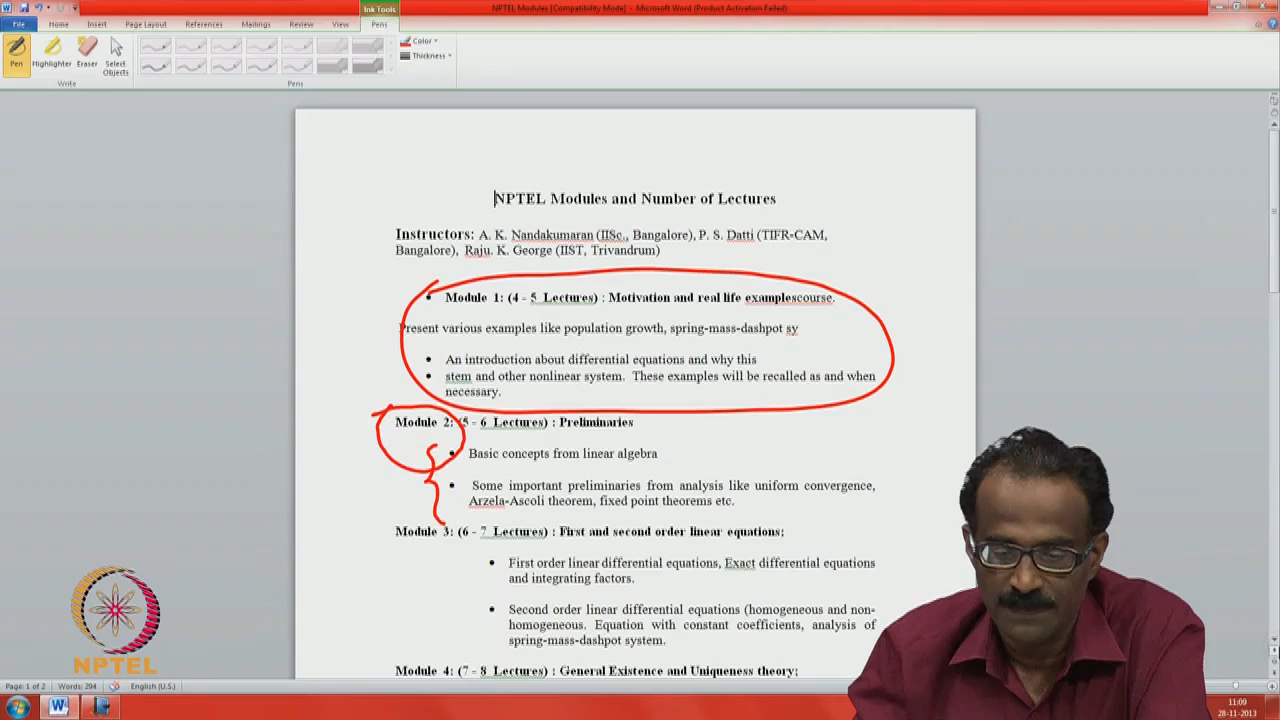 NPTEL Modules [Compatibility Mode] - Microsoft Word (Product Activation Failed)
Ink Tools
File Home Insert Page Layout References Mailings Review View Pens
Pen Highlighter Eraser Select Objects
Color
Thickness
Write Pens
NPTEL Modules and Number of Lectures
Instructors: A. K. Nandakumaran (IISc., Bangalore), P. S. Datti (TIFR-CAM,
Bangalore), Raju. K. George (IIST, Trivandrum)
• Module 1: (4 - 5 Lectures) : Motivation and real life examplescourse.
Present various examples like population growth, spring-mass-dashpot sy
• An introduction about differential equations and why this
• stem and other nonlinear system. These examples will be recalled as and when
necessary.
Module 2: (5 - 6 Lectures) : Preliminaries
• Basic concepts from linear algebra
• Some important preliminaries from analysis like uniform convergence,
Arzela-Ascoli theorem, fixed point theorems etc.
Module 3: (6 - 7 Lectures) : First and second order linear equations;
• First order linear differential equations, Exact differential equations
and integrating factors.
• Second order linear differential equations (homogeneous and non-
homogeneous. Equation with constant coefficients, analysis of
spring-mass-dashpot system.
Module 4: (7 - 8 Lectures) : General Existence and Uniqueness theory;
NPTEL
Page: 1 of 2 Words: 294 English (U.S.)
11:09
28-11-2013